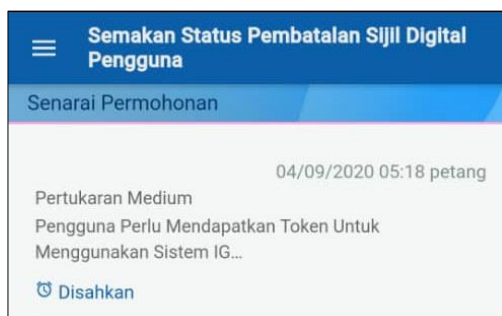 Semakan Status Pembatalan Sijil Digital
Pengguna
Senarai Permohonan
04/09/2020 05:18 petang
Pertukaran Medium
Pengguna Perlu Mendapatkan Token Untuk
Menggunakan Sistem IG...
Disahkan